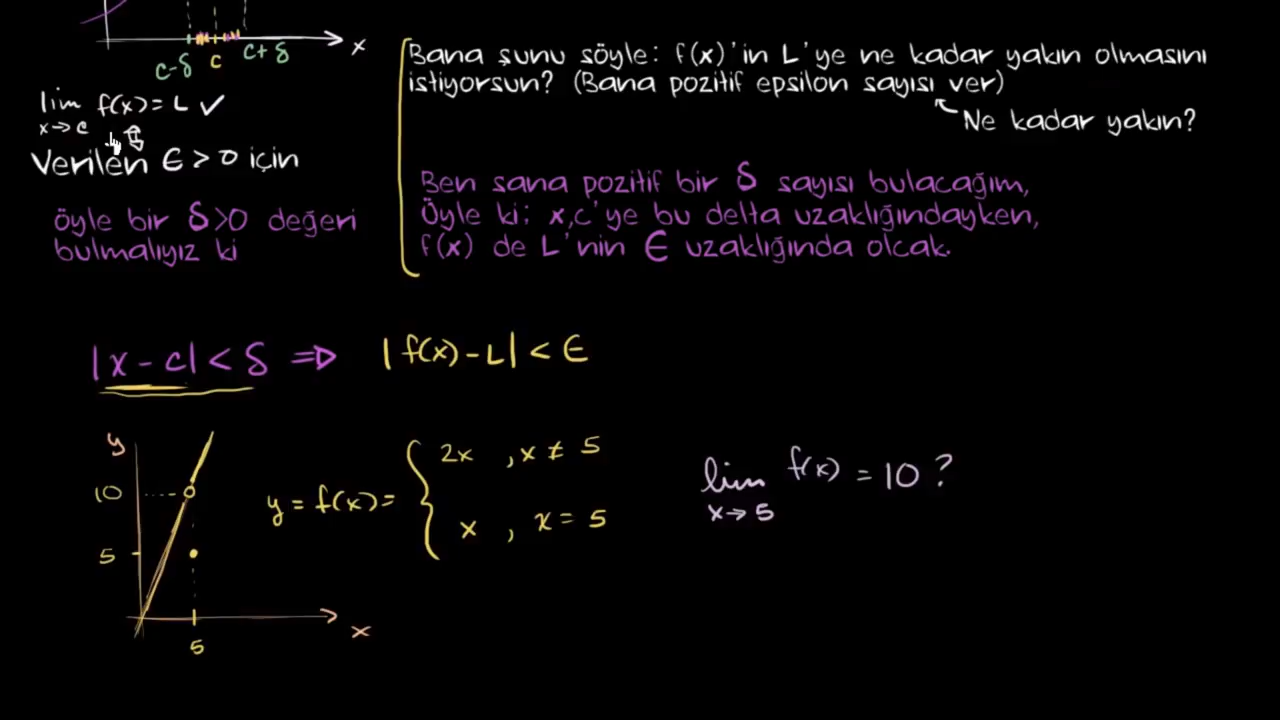 x
c-δ c c+δ
lim f(x) = L ✓
x→c
Verilen ε > 0 için
öyle bir δ>0 değeri
bulmalıyız ki
Bana şunu söyle: f(x)'in L'ye ne kadar yakın olmasını
istiyorsun? (Bana pozitif epsilon sayısı ver)
Ne kadar yakın?
Ben sana pozitif bir δ sayısı bulacağım,
Öyle ki: x,c'ye bu delta uzaklığındayken,
f(x) de L'nin ε uzaklığında olcak.
|x - c| < δ ⇒ |f(x) - L| < ε
y
10
5
5
x
y = f(x) = { 2x , x ≠ 5
x , x = 5
lim f(x) = 10 ?
x→5